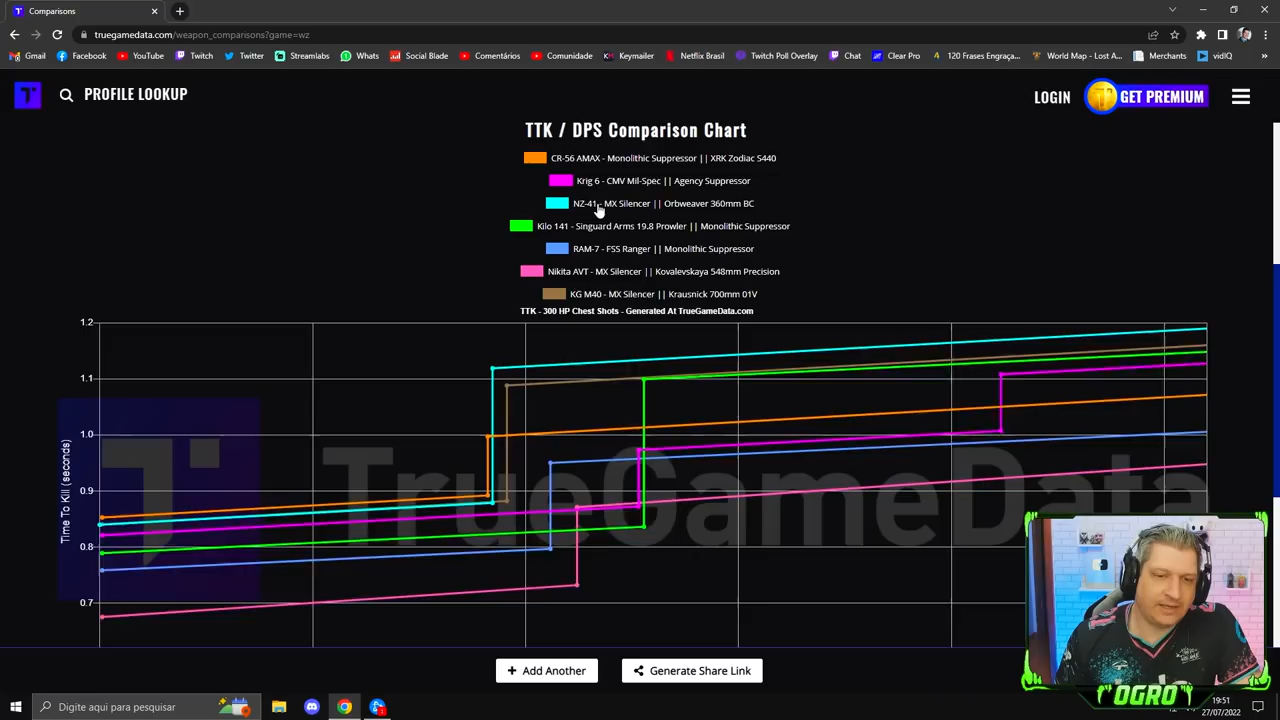 Comparisons
truegamedata.com/weapon_comparisons?game=wz
Gmail Facebook YouTube Twitch Twitter Streamlabs Whats Social Blade Comentários Comunidade Keymailer Netflix Brasil Twitch Poll Overlay Chat Clear Pro 120 Frases Engraça... World Map - Lost A... Merchants vidIQ »
PROFILE LOOKUP
LOGIN
GET PREMIUM
TTK / DPS Comparison Chart
CR-56 AMAX - Monolithic Suppressor || XRK Zodiac S440
Krig 6 - CMV Mil-Spec || Agency Suppressor
NZ-41 - MX Silencer || Orbweaver 360mm BC
Kilo 141 - Singuard Arms 19.8 Prowler || Monolithic Suppressor
RAM-7 - FSS Ranger || Monolithic Suppressor
Nikita AVT - MX Silencer || Kovalevskaya 548mm Precision
KG M40 - MX Silencer || Krausnick 700mm 01V
TTK - 300 HP Chest Shots - Generated At TrueGameData.com
1.2
1.1
1.0
0.9
0.8
0.7
Time To Kill (seconds)
TrueGameData
+ Add Another
Generate Share Link
OGRO
Digite aqui para pesquisar
19:51
27/07/2022